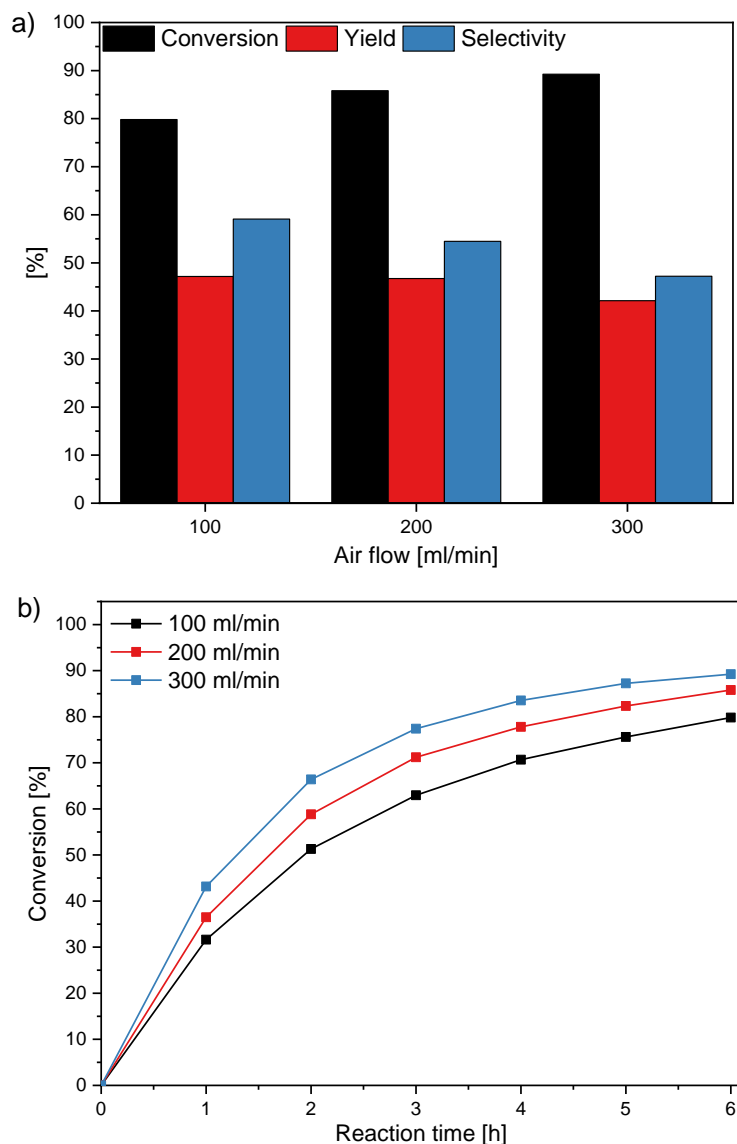 a)
Conversion Yield Selectivity
100
90
80
70
60
50
40
30
20
10
0
[%]
100 200 300
Air flow [ml/min]
b)
100 ml/min
200 ml/min
300 ml/min
100
90
80
70
60
50
40
30
20
10
0
Conversion [%]
0 1 2 3 4 5 6
Reaction time [h]